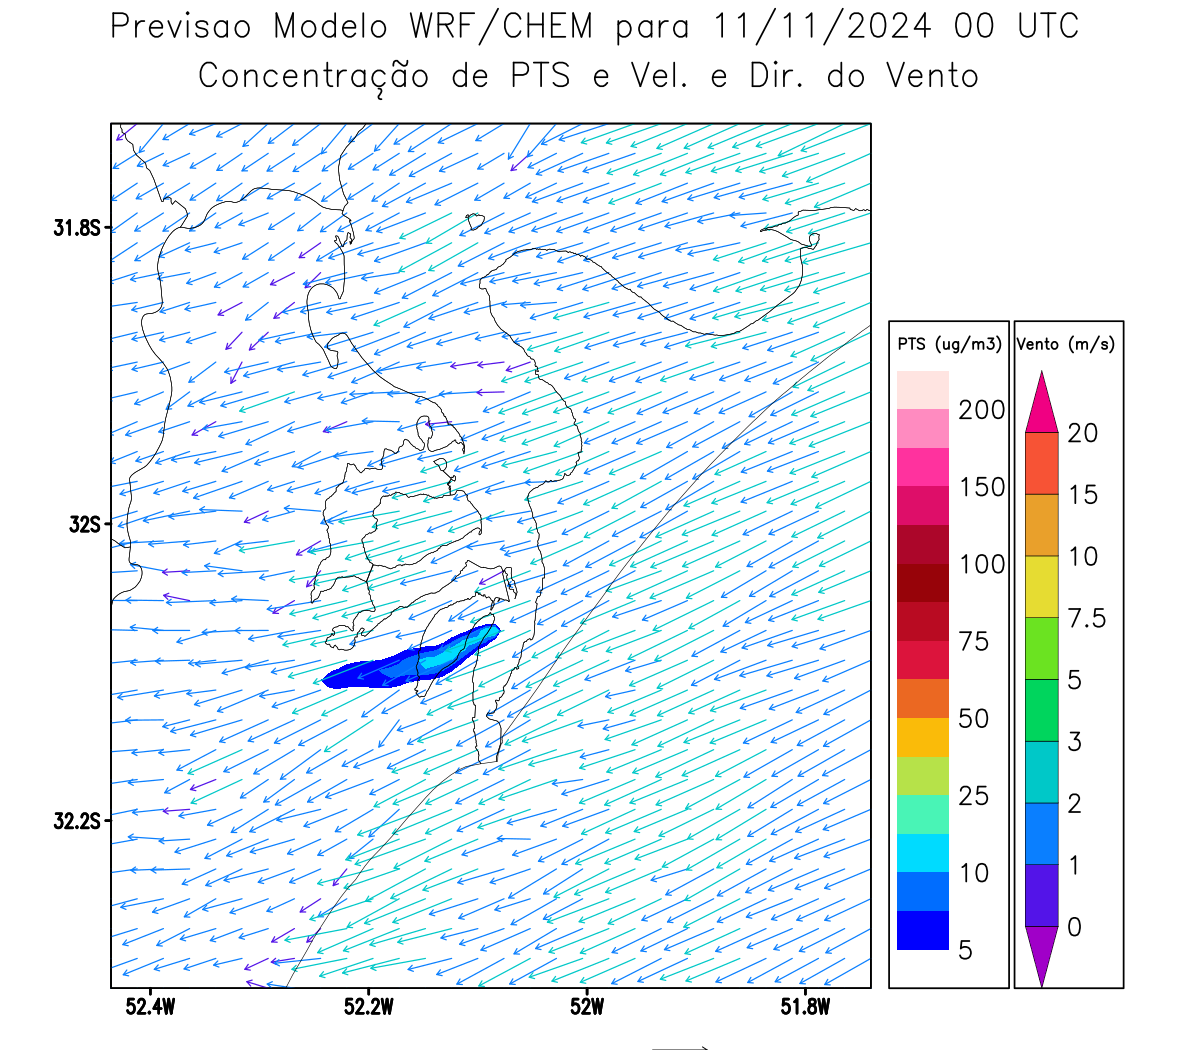 Previsao Modelo WRF/CHEM para 11/11/2024 00 UTC
Concentração de PTS e Vel. e Dir. do Vento
31.8S
32S
32.2S
52.4W 52.2W 52W 51.8W
PTS (ug/m3)
200
150
100
75
50
25
10
5
Vento (m/s)
20
15
10
7.5
5
3
2
1
0